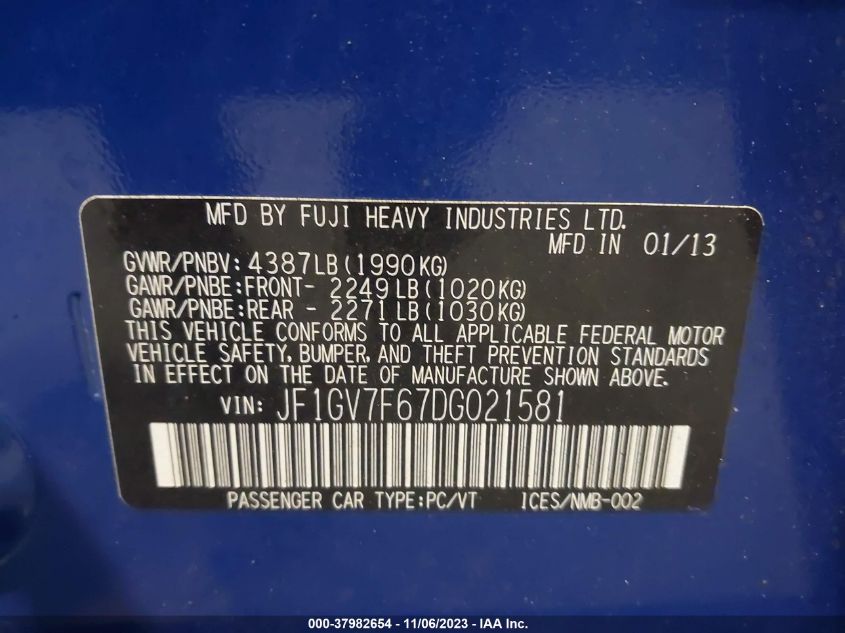 MFD BY FUJI HEAVY INDUSTRIES LTD.
MFD IN 01/13
GVWR/PNBV: 4387LB (1990KG)
GAWR/PNBE:FRONT- 2249LB (1020KG)
GAWR/PNBE:REAR - 2271LB (1030KG)
THIS VEHICLE CONFORMS TO ALL APPLICABLE FEDERAL MOTOR
VEHICLE SAFETY, BUMPER, AND THEFT PREVENTION STANDARDS
IN EFFECT ON THE DATE OF MANUFACTURE SHOWN ABOVE.
VIN: JF1GV7F67DG021581
PASSENGER CAR TYPE:PC/VT ICES/NMB-002
000-37982654 - 11/06/2023 - IAA Inc.